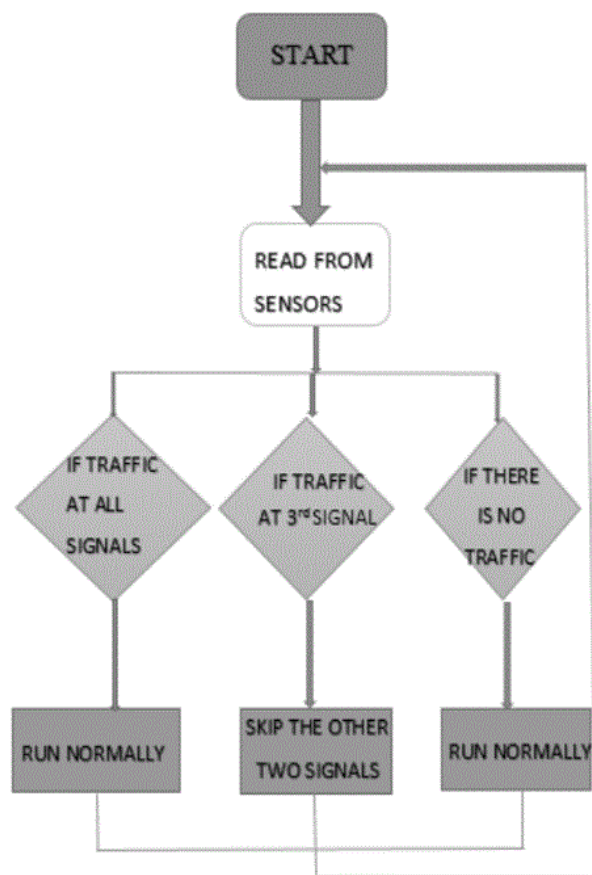 START
READ FROM
SENSORS
IF TRAFFIC
AT ALL
SIGNALS
IF TRAFFIC
AT 3rd SIGNAL
IF THERE
IS NO
TRAFFIC
RUN NORMALLY
SKIP THE OTHER
TWO SIGNALS
RUN NORMALLY